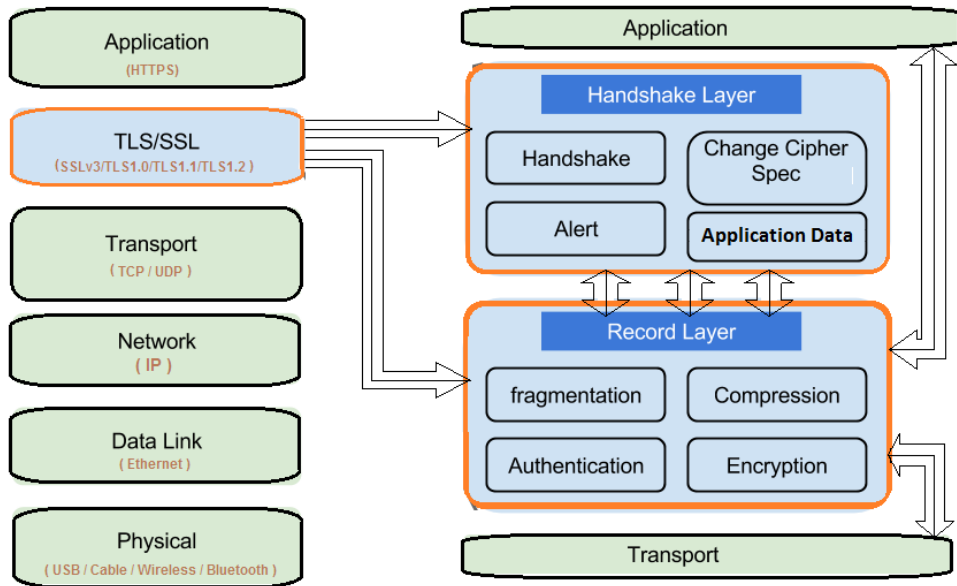 Application
(HTTPS)
TLS/SSL
(SSLv3/TLS1.0/TLS1.1/TLS1.2 )
Transport
( TCP / UDP )
Network
( IP )
Data Link
( Ethernet )
Physical
( USB / Cable / Wireless / Bluetooth )
Application
Handshake Layer
Handshake
Change Cipher
Spec
Alert
Application Data
Record Layer
fragmentation
Compression
Authentication
Encryption
Transport